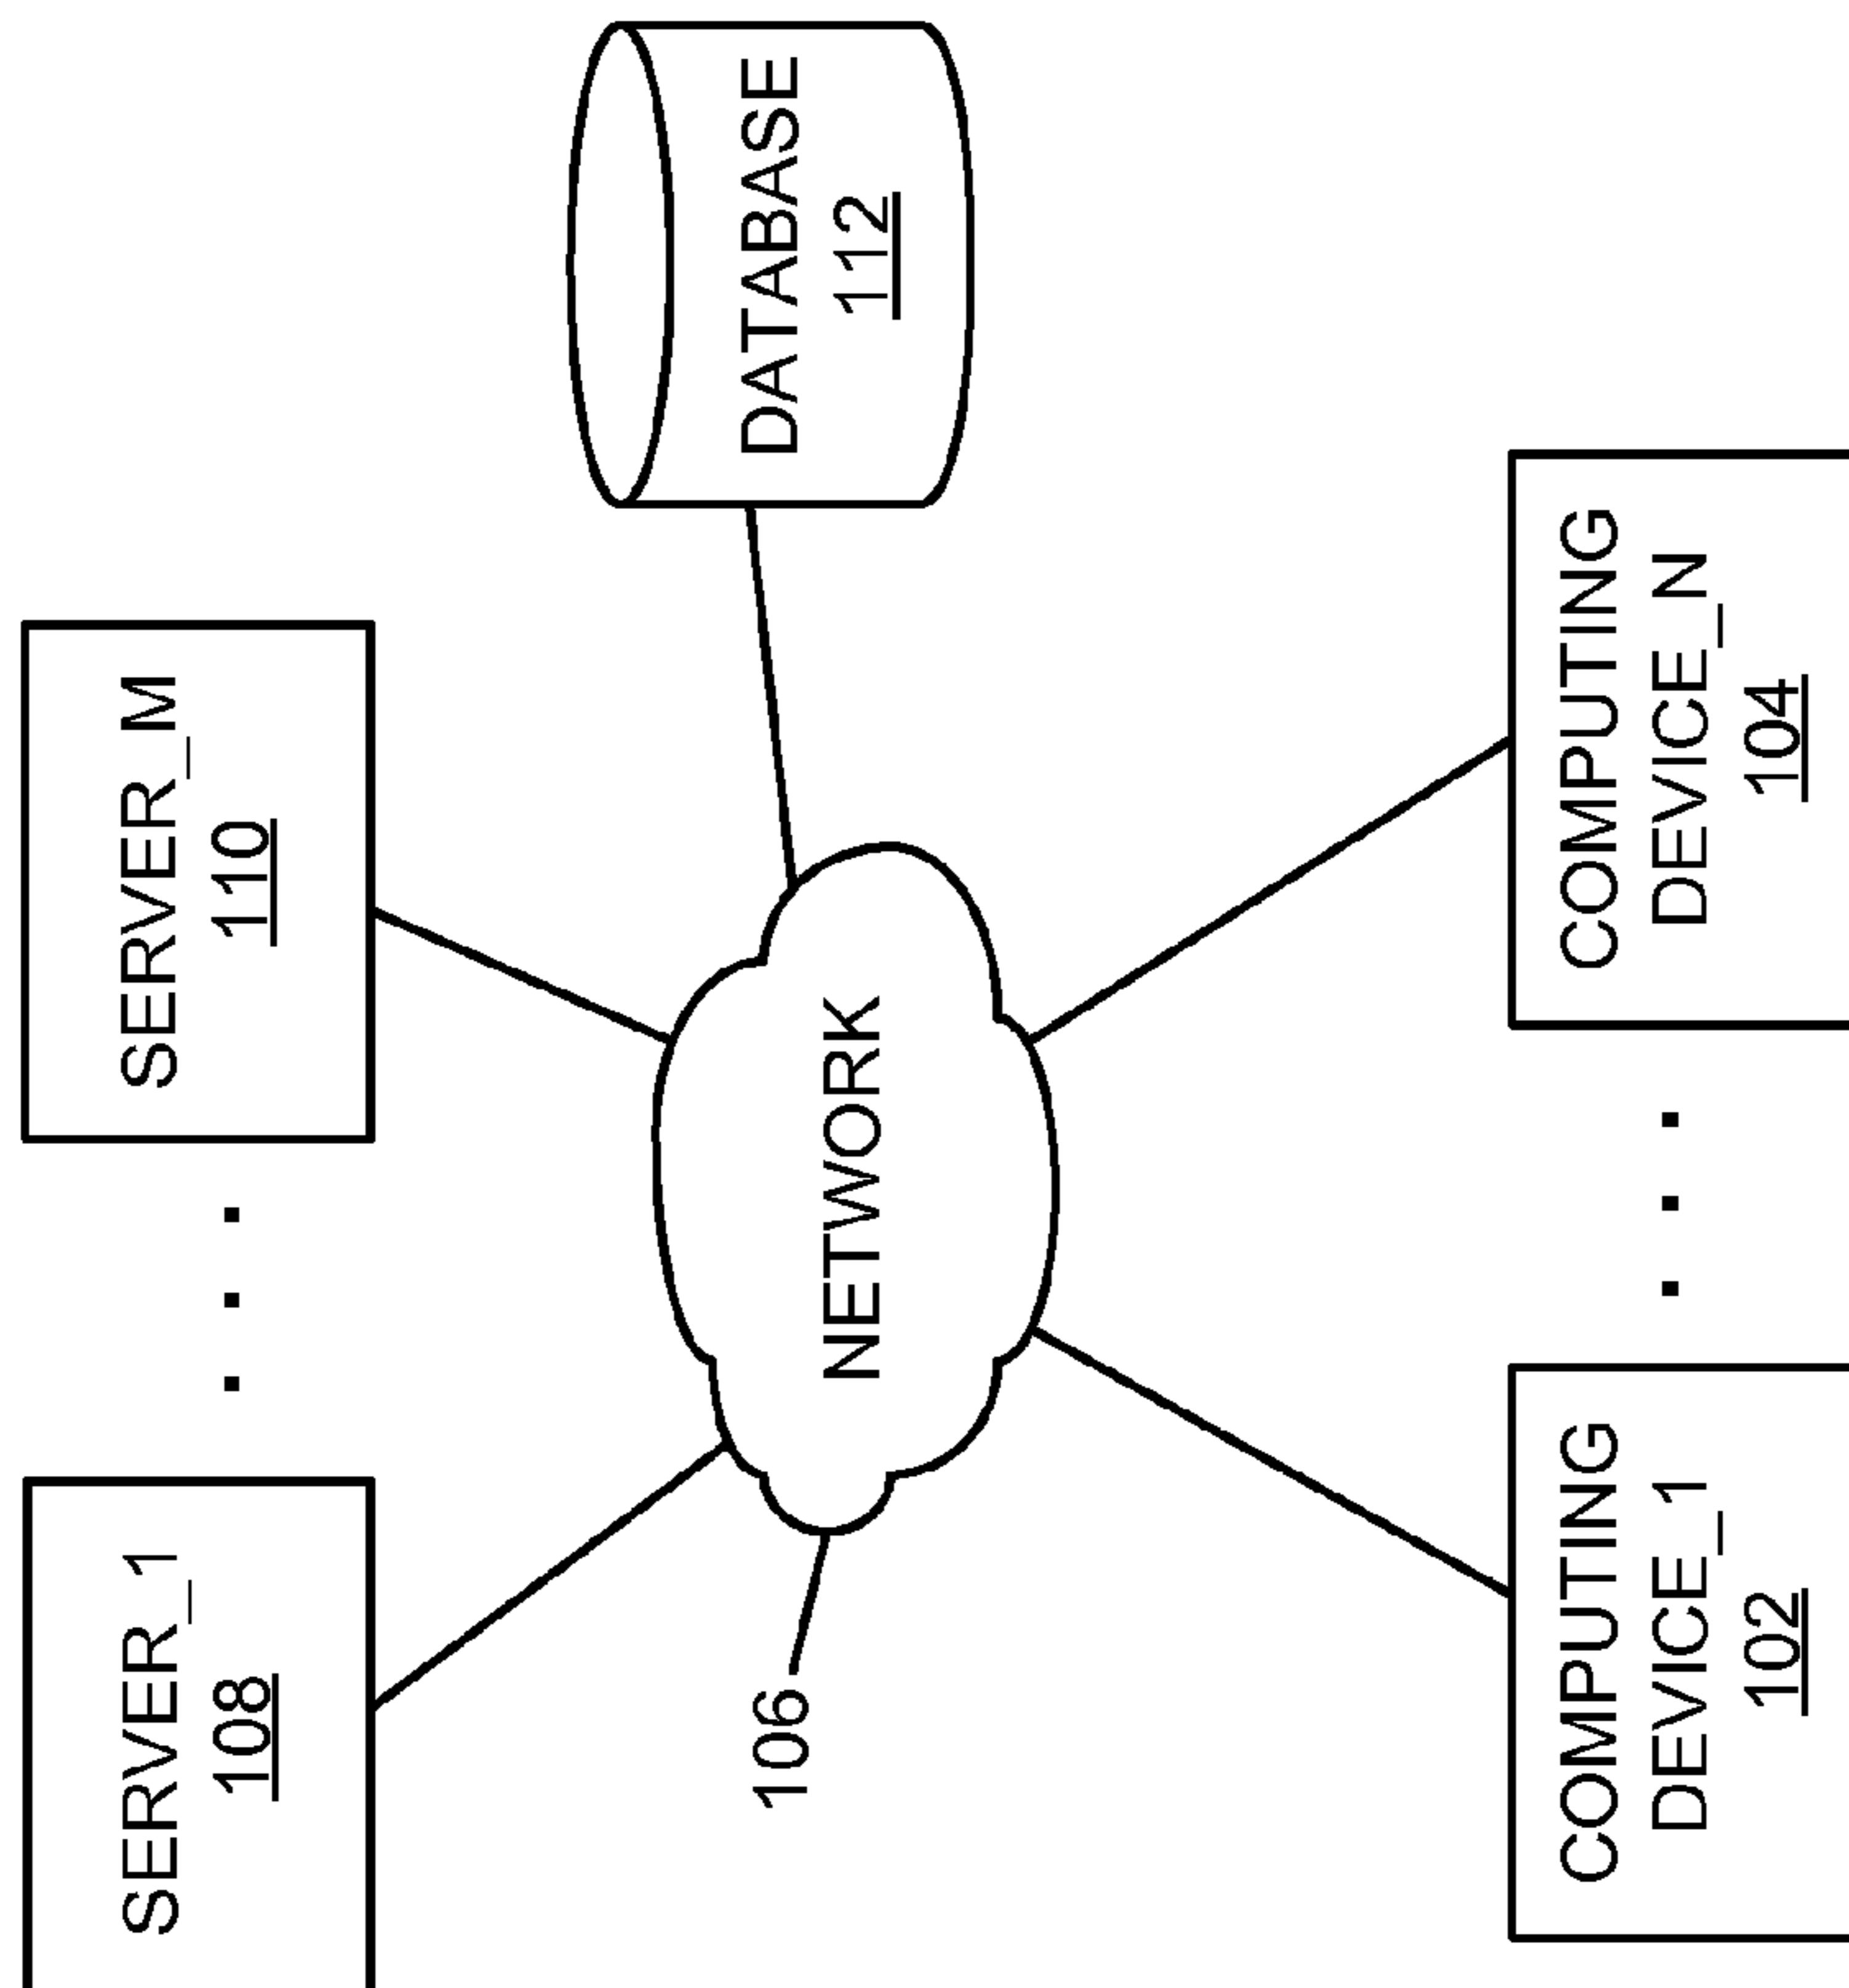 SERVER_1
108
SERVER_M
110
DATABASE
112
NETWORK
106
COMPUTING
DEVICE_1
102
COMPUTING
DEVICE_N
104